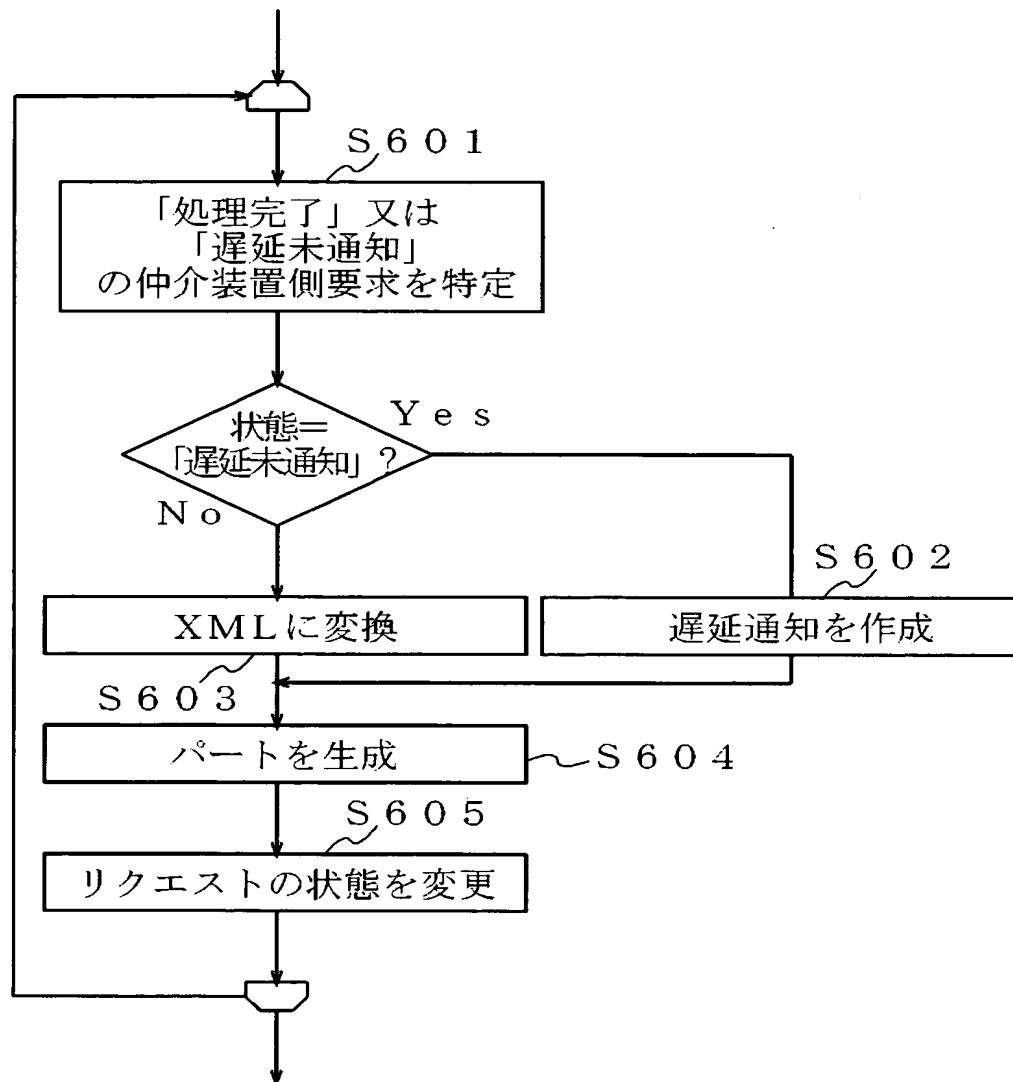 S601
「処理完了」又は
「遅延未通知」
の仲介装置側要求を特定
状態=
「遅延未通知」?
Yes
No
S602
XMLに変換
遅延通知を作成
S603
パートを生成
S604
S605
リクエストの状態を変更